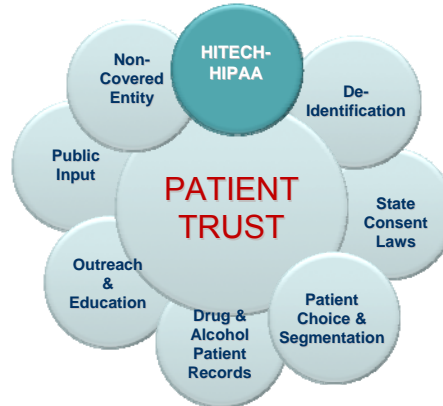 HITECH-
HIPAA
Non-
Covered
Entity
De-
Identification
Public
Input
PATIENT
TRUST
State
Consent
Laws
Outreach
&
Education
Drug &
Alcohol
Patient
Records
Patient
Choice &
Segmentation